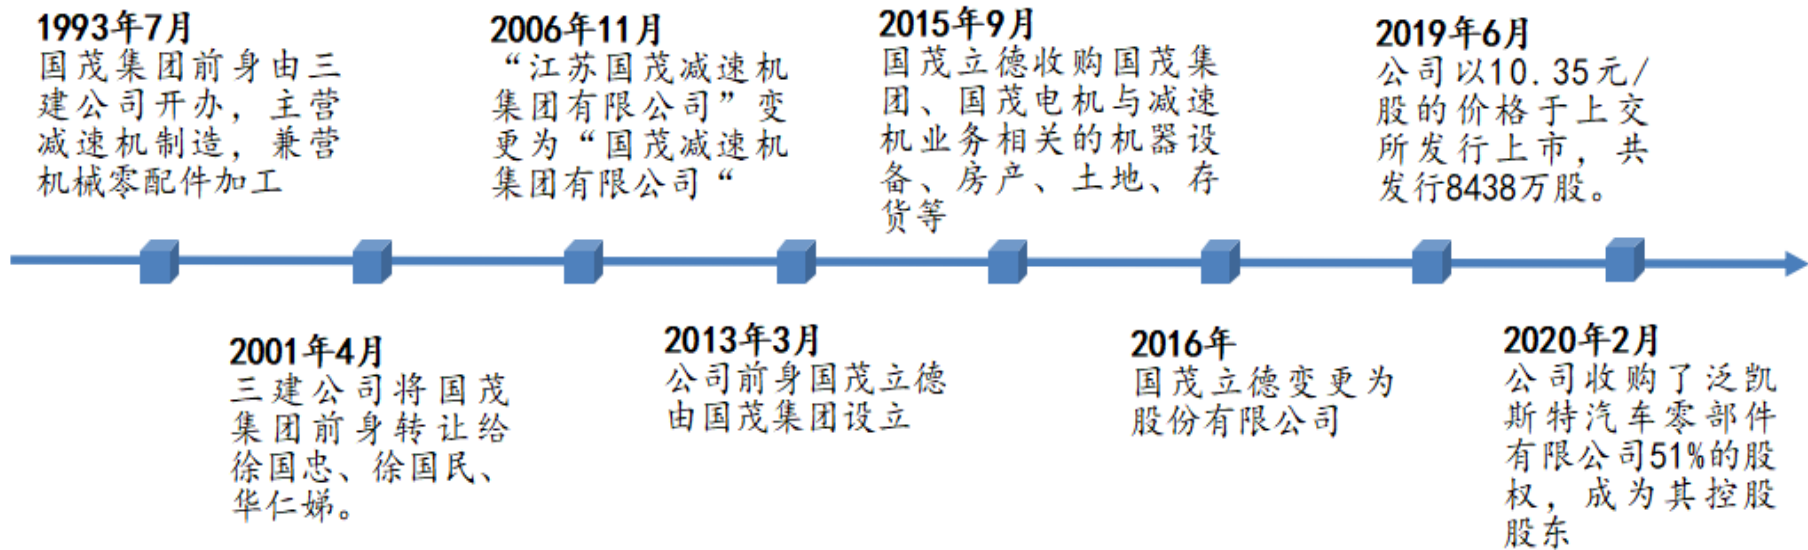 1993年7月
国茂集团前身由三
建公司开办，主营
减速机制造，兼营
机械零配件加工
2001年4月
三建公司将国茂
集团前身转让给
徐国忠、徐国民、
华仁娣。
2006年11月
“江苏国茂减速机
集团有限公司”变
更为“国茂减速机
集团有限公司“
2013年3月
公司前身国茂立德
由国茂集团设立
2015年9月
国茂立德收购国茂集
团、国茂电机与减速
机业务相关的机器设
备、房产、土地、存
货等
2016年
国茂立德变更为
股份有限公司
2019年6月
公司以10.35元/
股的价格于上交
所发行上市，共
发行8438万股。
2020年2月
公司收购了泛凯
斯特汽车零部件
有限公司51%的股
权，成为其控股
股东